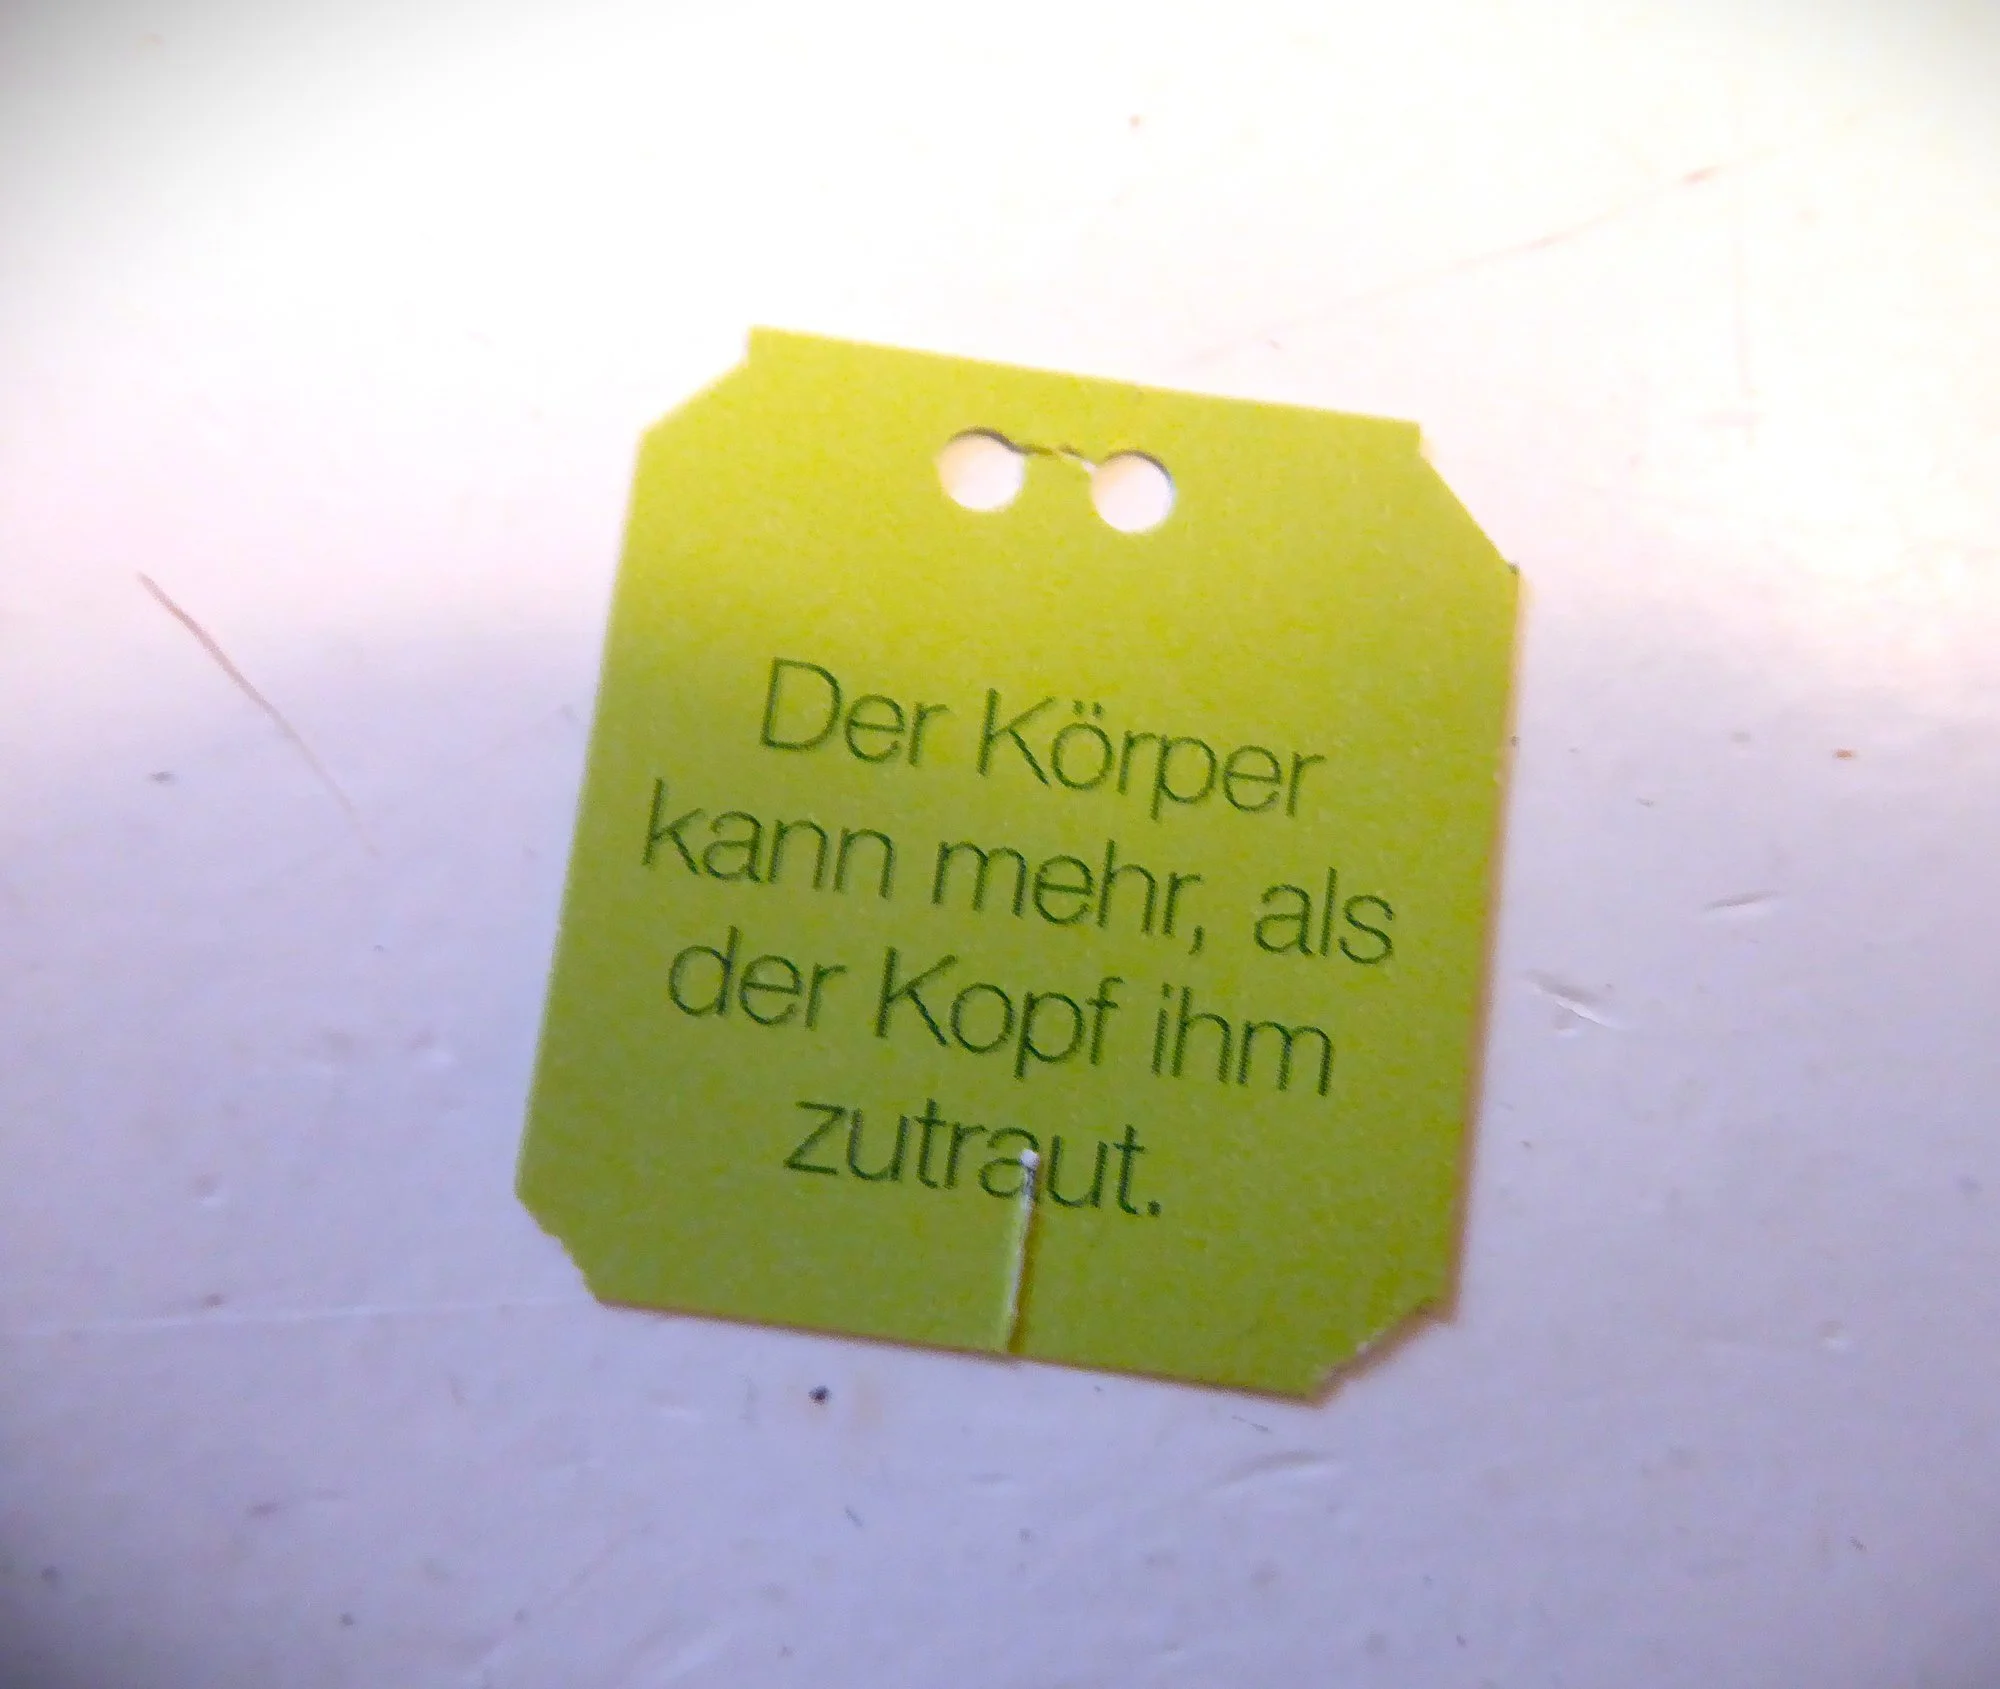 Der Körper
kann mehr, als
der Kopf ihm
zutraut.